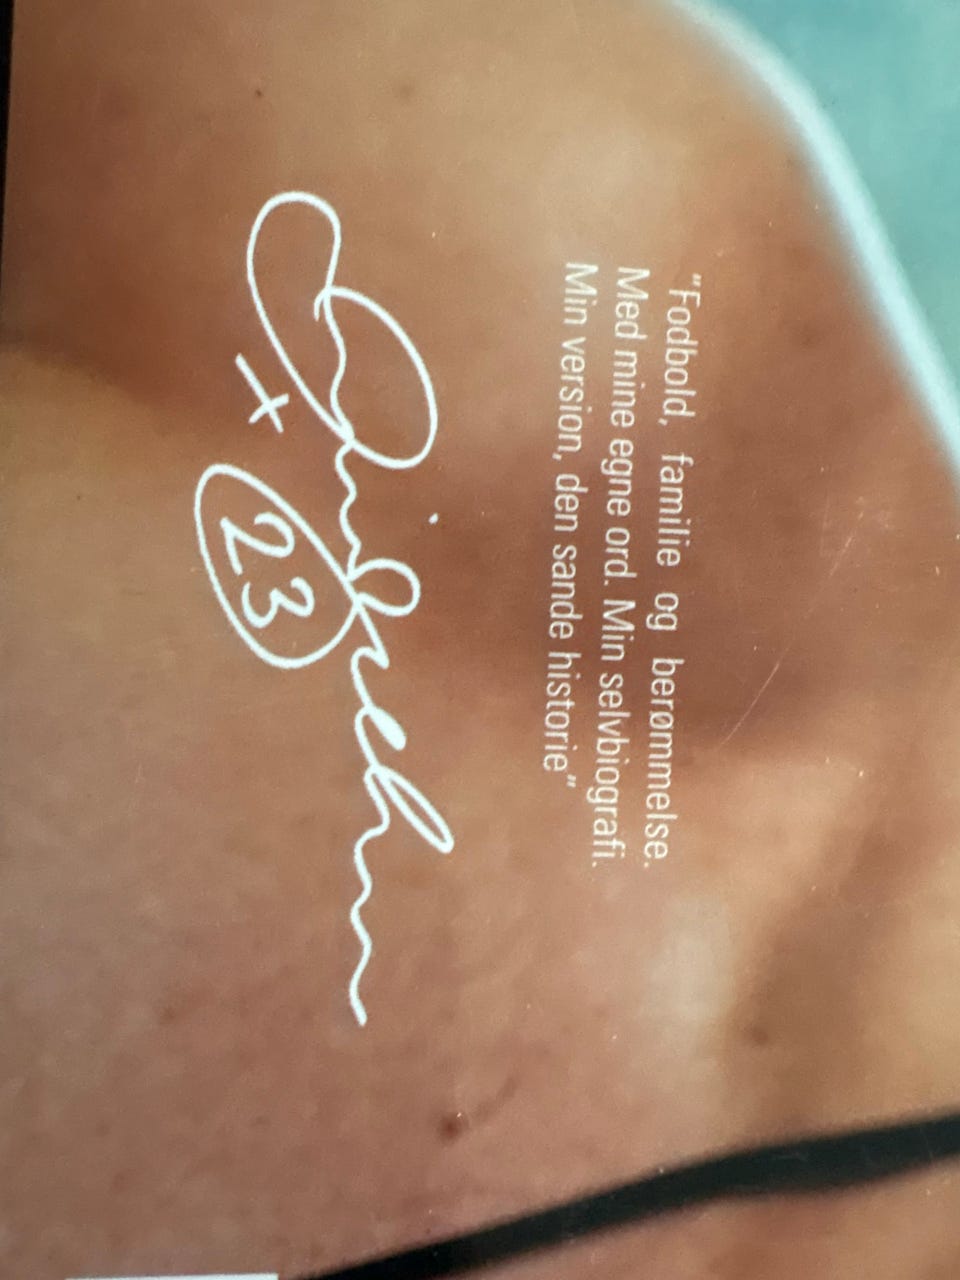 "Fodbold, familie og berømmelse.
Med mine egne ord. Min selvbiografi.
Min version, den sande historie"
23